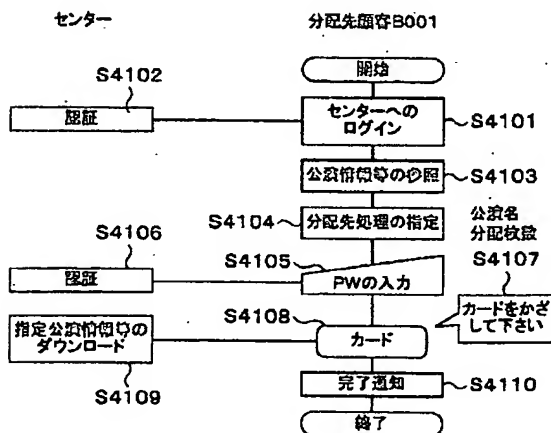 センター
分配先顧客B001
開始
S4102
認証
センターへの
ログイン
S4101
公演情報等の参照
S4103
S4104
分配先処理の指定
公演名
分配枚数
S4106
認証
S4105
PWの入力
S4107
カードをかざ
して下さい
S4108
カード
指定公演情報等の
ダウンロード
S4109
完了通知
S4110
終了